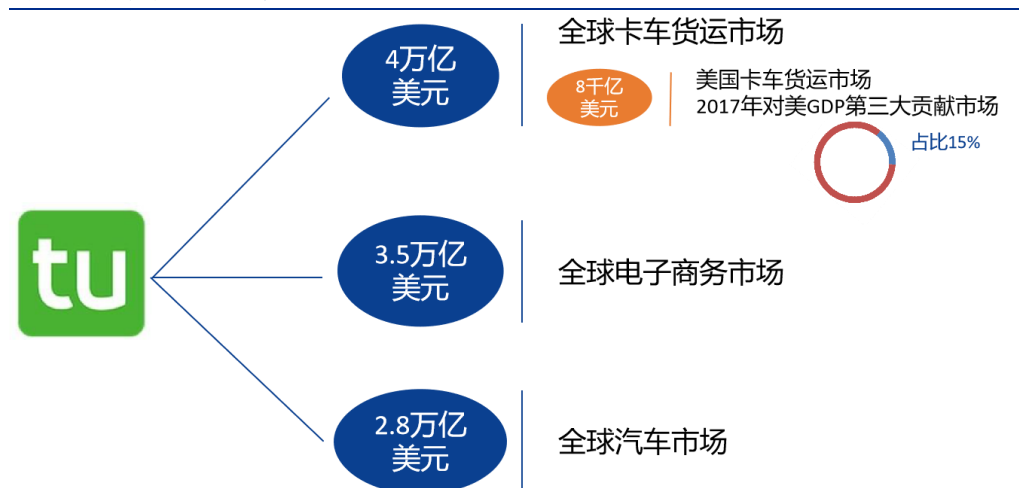 4万亿
美元
全球卡车货运市场
8千亿
美元
美国卡车货运市场
2017年对美GDP第三大贡献市场
占比15%
tu
3.5万亿
美元
全球电子商务市场
2.8万亿
美元
全球汽车市场